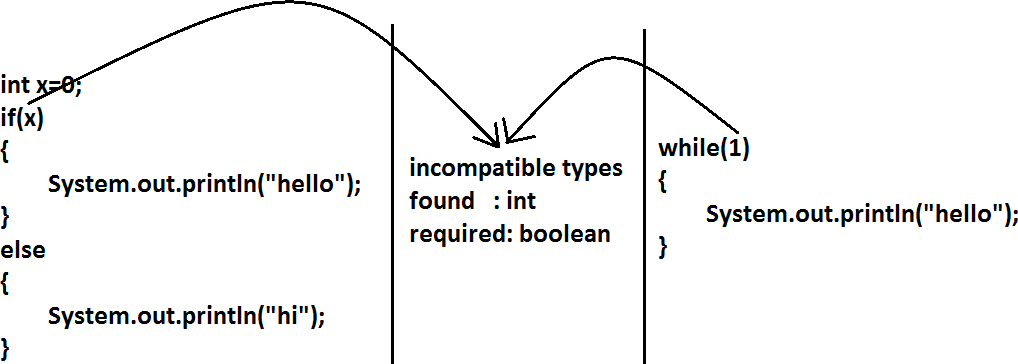 int x=0;
if(x)
{
System.out.println("hello");
}
else
{
System.out.println("hi");
}
incompatible types
found : int
required: boolean
while(1)
{
System.out.println("hello");
}